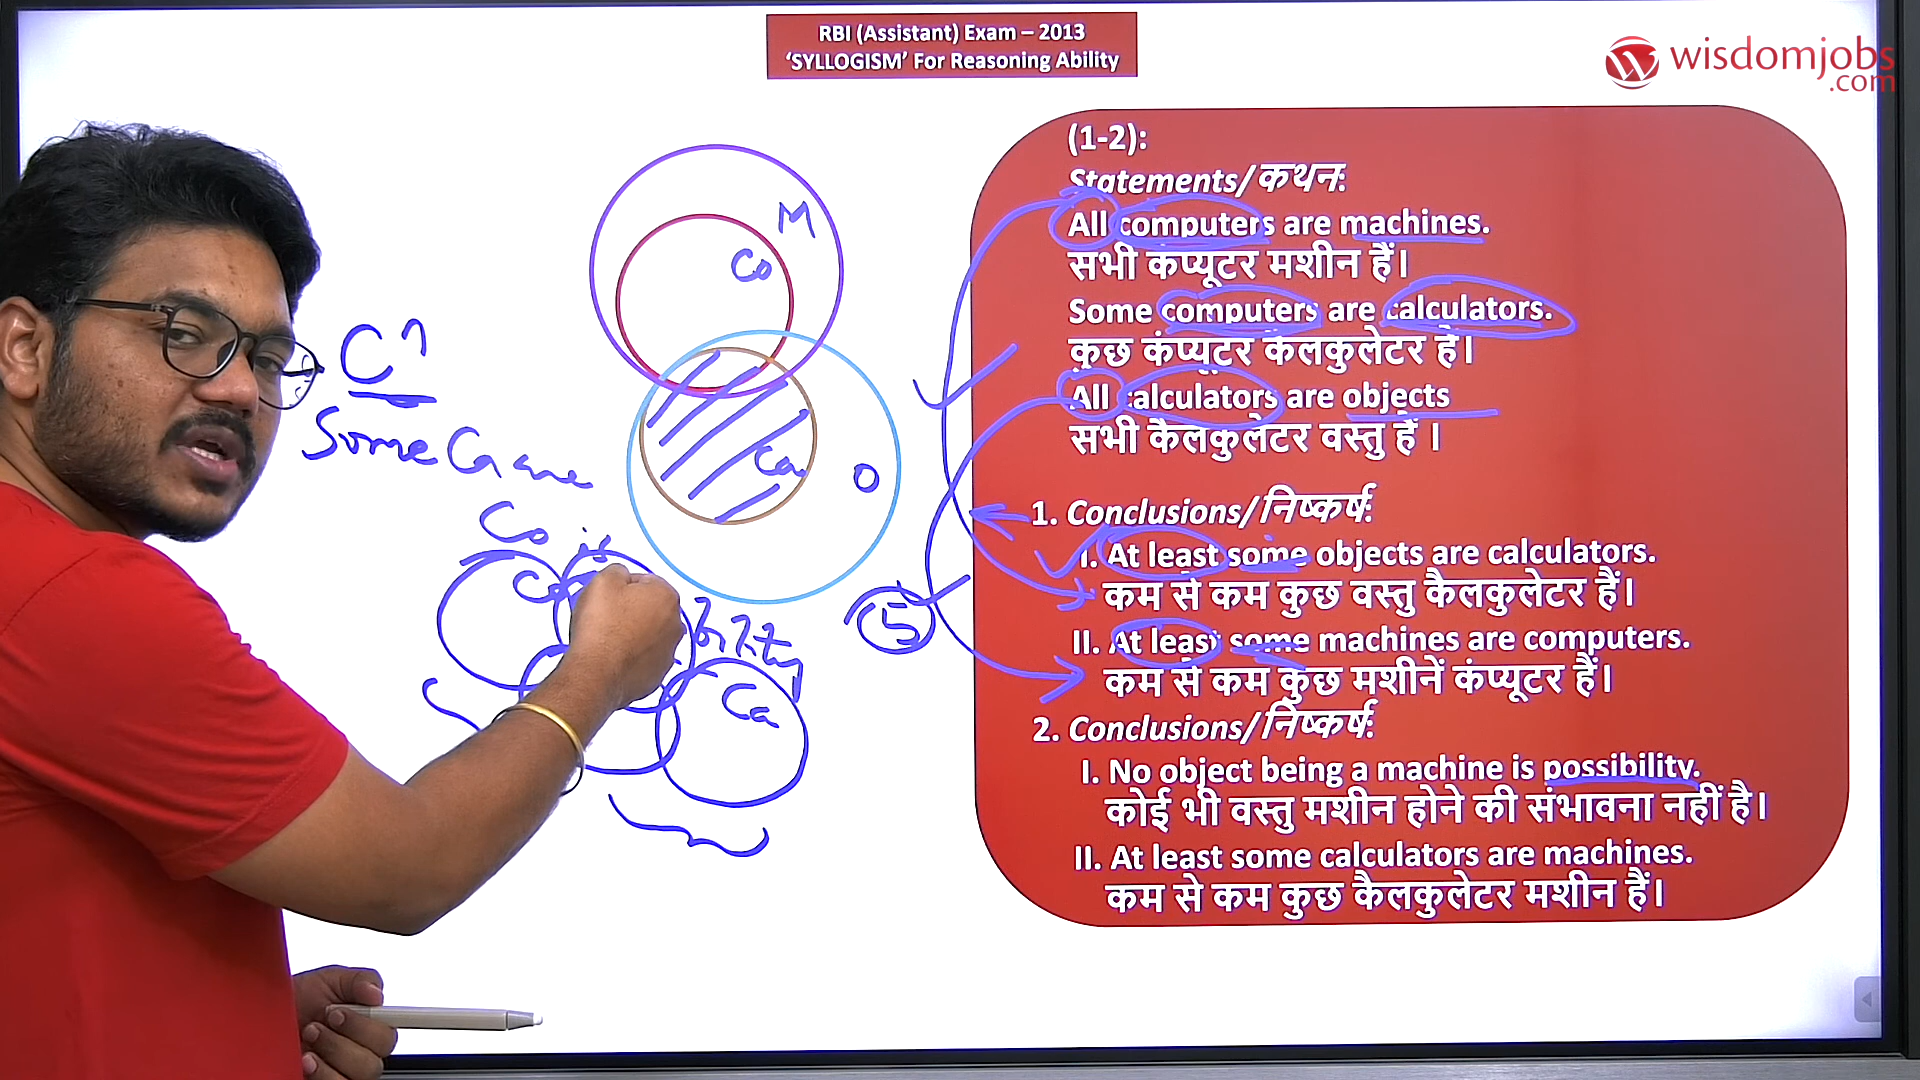 RBI (Assistant) Exam – 2013
‘SYLLOGISM’ For Reasoning Ability
wisdomjobs
.com
(1-2):
Statements/कथन:
All computers are machines.
सभी कंप्यूटर मशीन हैं।
Some computers are calculators.
कुछ कंप्यूटर कैलकुलेटर है।
All calculators are objects
सभी कैलकुलेटर वस्तु हैं ।
1. Conclusions/निष्कर्ष:
I. At least some objects are calculators.
कम से कम कुछ वस्तु कैलकुलेटर हैं।
II. At least some machines are computers.
कम से कम कुछ मशीनें कंप्यूटर हैं।
2. Conclusions/निष्कर्ष:
I. No object being a machine is possibility.
कोई भी वस्तु मशीन होने की संभावना नहीं है।
II. At least some calculators are machines.
कम से कम कुछ कैलकुलेटर मशीन हैं।
M
Co
Ca
O
Some Ca are
Co is
Co
Ca
5